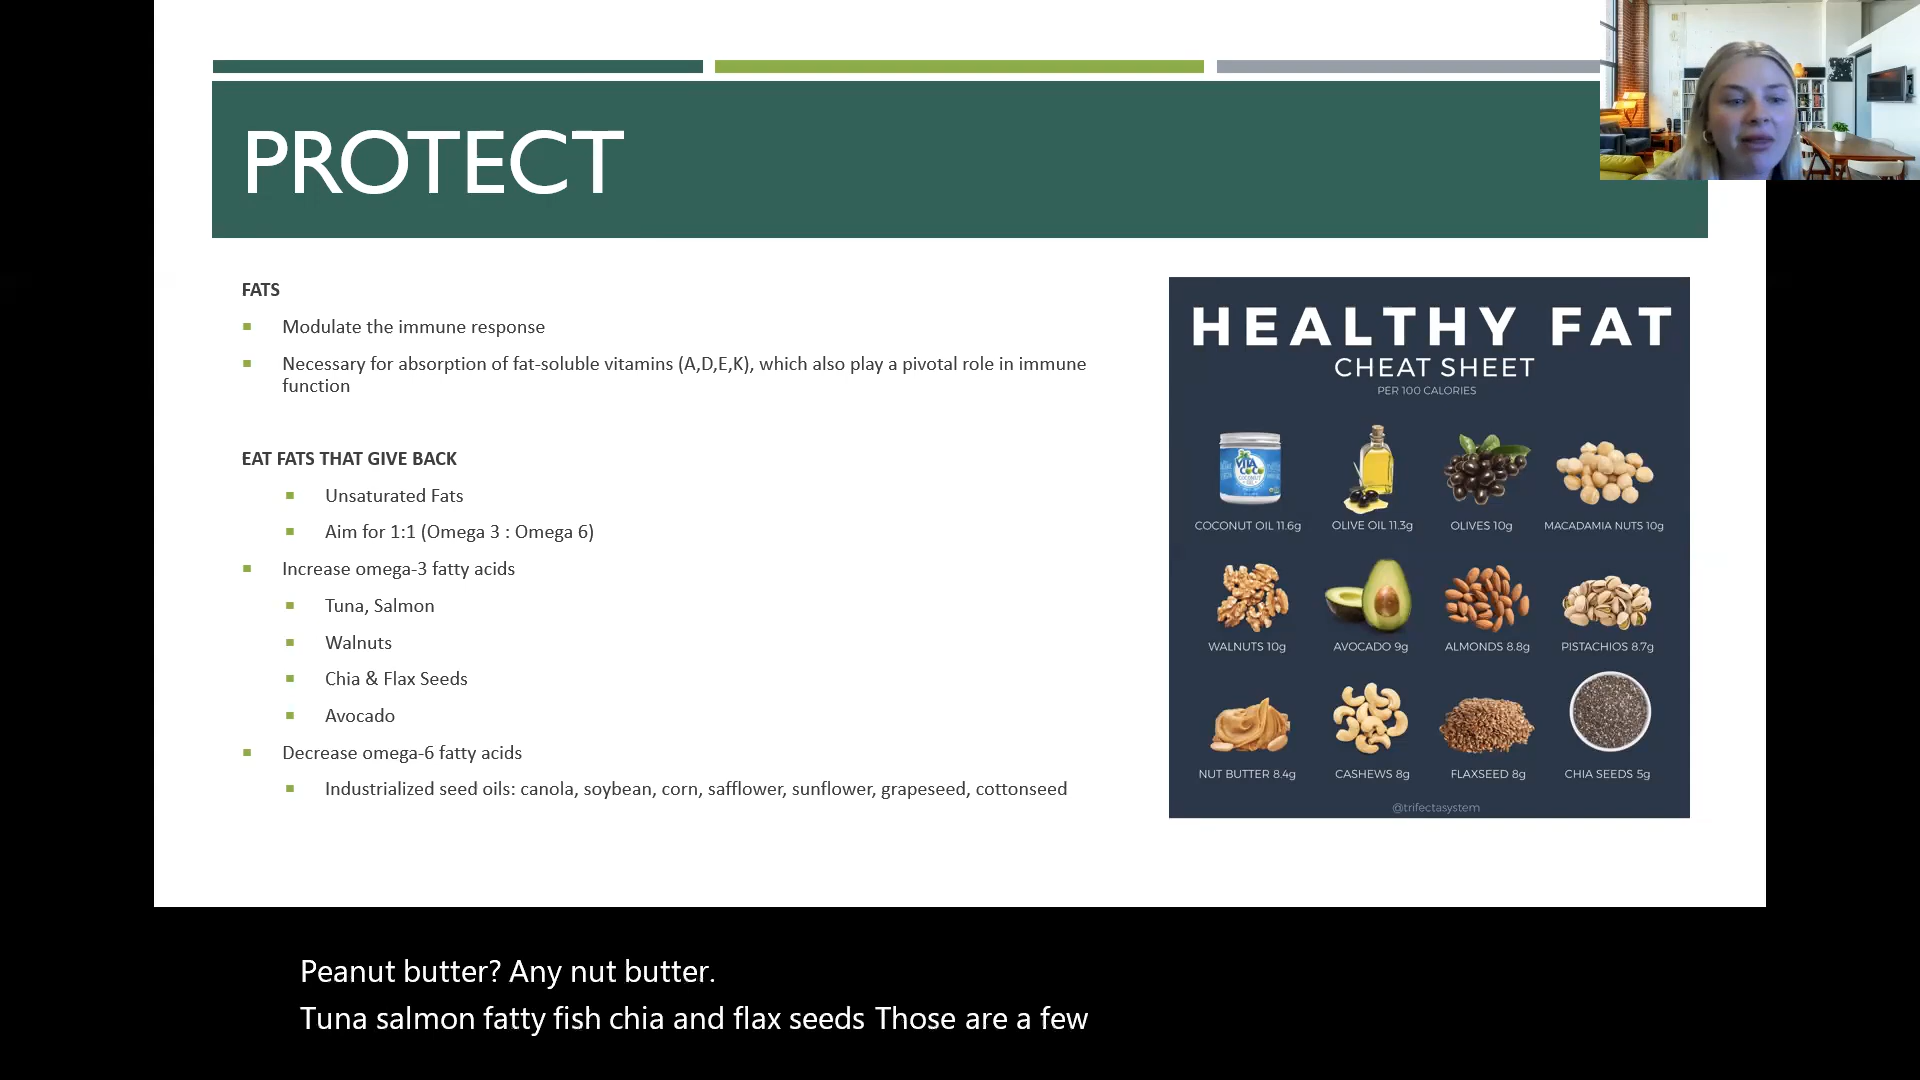 PROTECT
FATS
Modulate the immune response
Necessary for absorption of fat-soluble vitamins (A,D,E,K), which also play a pivotal role in immune
function
EAT FATS THAT GIVE BACK
Unsaturated Fats
Aim for 1:1 (Omega 3 : Omega 6)
Increase omega-3 fatty acids
Tuna, Salmon
Walnuts
Chia & Flax Seeds
Avocado
Decrease omega-6 fatty acids
Industrialized seed oils: canola, soybean, corn, safflower, sunflower, grapeseed, cottonseed
HEALTHY FAT
CHEAT SHEET
PER 100 CALORIES
VITA
COCO
COCONUT OIL 11.6g OLIVE OIL 11.3g OLIVES 10g MACADAMIA NUTS 10g
WALNUTS 10g AVOCADO 9g ALMONDS 8.8g PISTACHIOS 8.7g
NUT BUTTER 8.4g CASHEWS 8g FLAXSEED 8g CHIA SEEDS 5g
@trifectasystem
Peanut butter? Any nut butter.
Tuna salmon fatty fish chia and flax seeds Those are a few